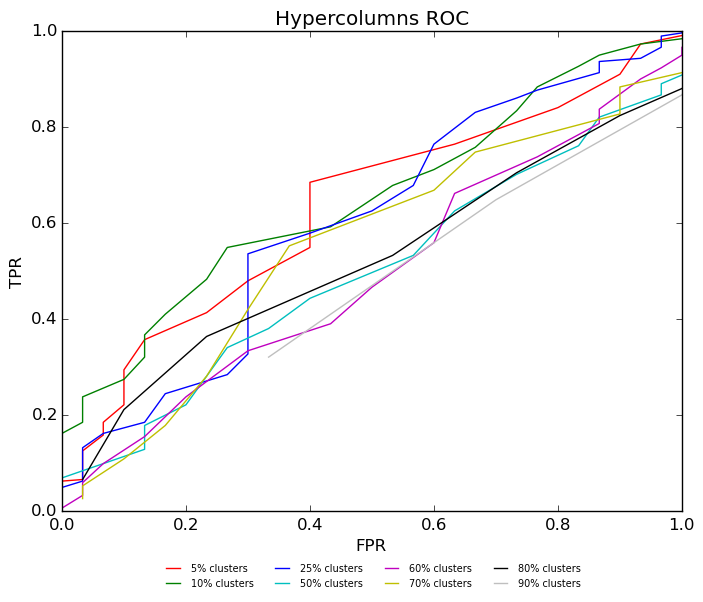 Hypercolumns ROC
1.0
0.8
0.6
0.4
0.2
0.0
TPR
0.0 0.2 0.4 0.6 0.8 1.0
FPR
5% clusters 25% clusters 60% clusters 80% clusters
10% clusters 50% clusters 70% clusters 90% clusters